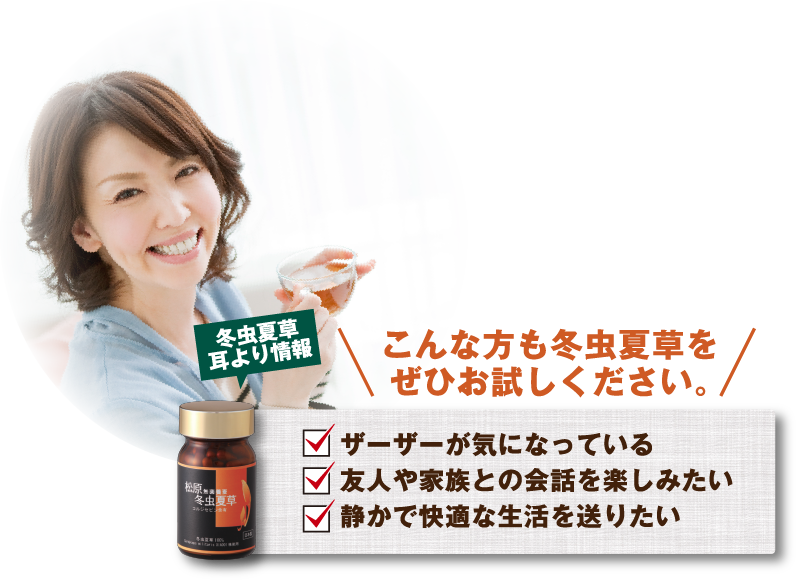 冬虫夏草
耳より情報
こんな方も冬虫夏草を
ぜひお試しください。
ザーザーが気になっている
友人や家族との会話を楽しみたい
静かで快適な生活を送りたい
松原
冬虫夏草